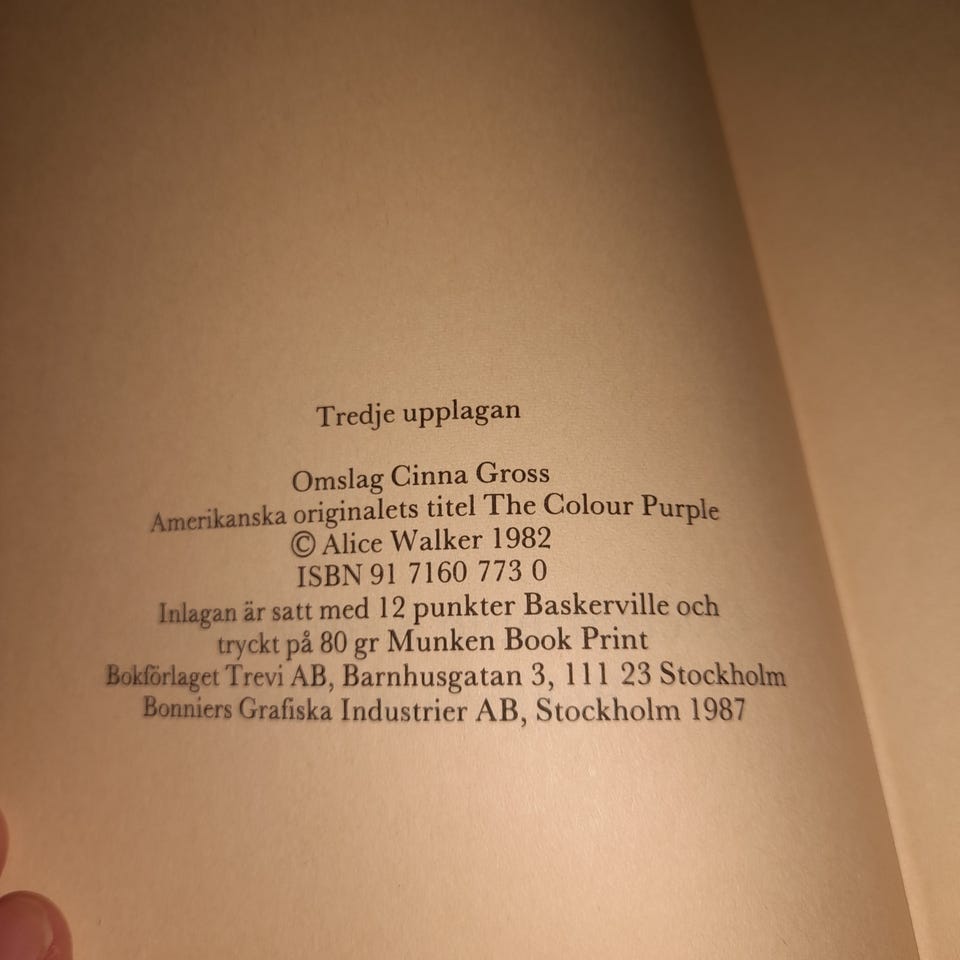 Tredje upplagan
Omslag Cinna Gross
Amerikanska originalets titel The Colour Purple
© Alice Walker 1982
ISBN 91 7160 773 0
Inlagan är satt med 12 punkter Baskerville och
tryckt på 80 gr Munken Book Print
Bokförlaget Trevi AB, Barnhusgatan 3, 111 23 Stockholm
Bonniers Grafiska Industrier AB, Stockholm 1987